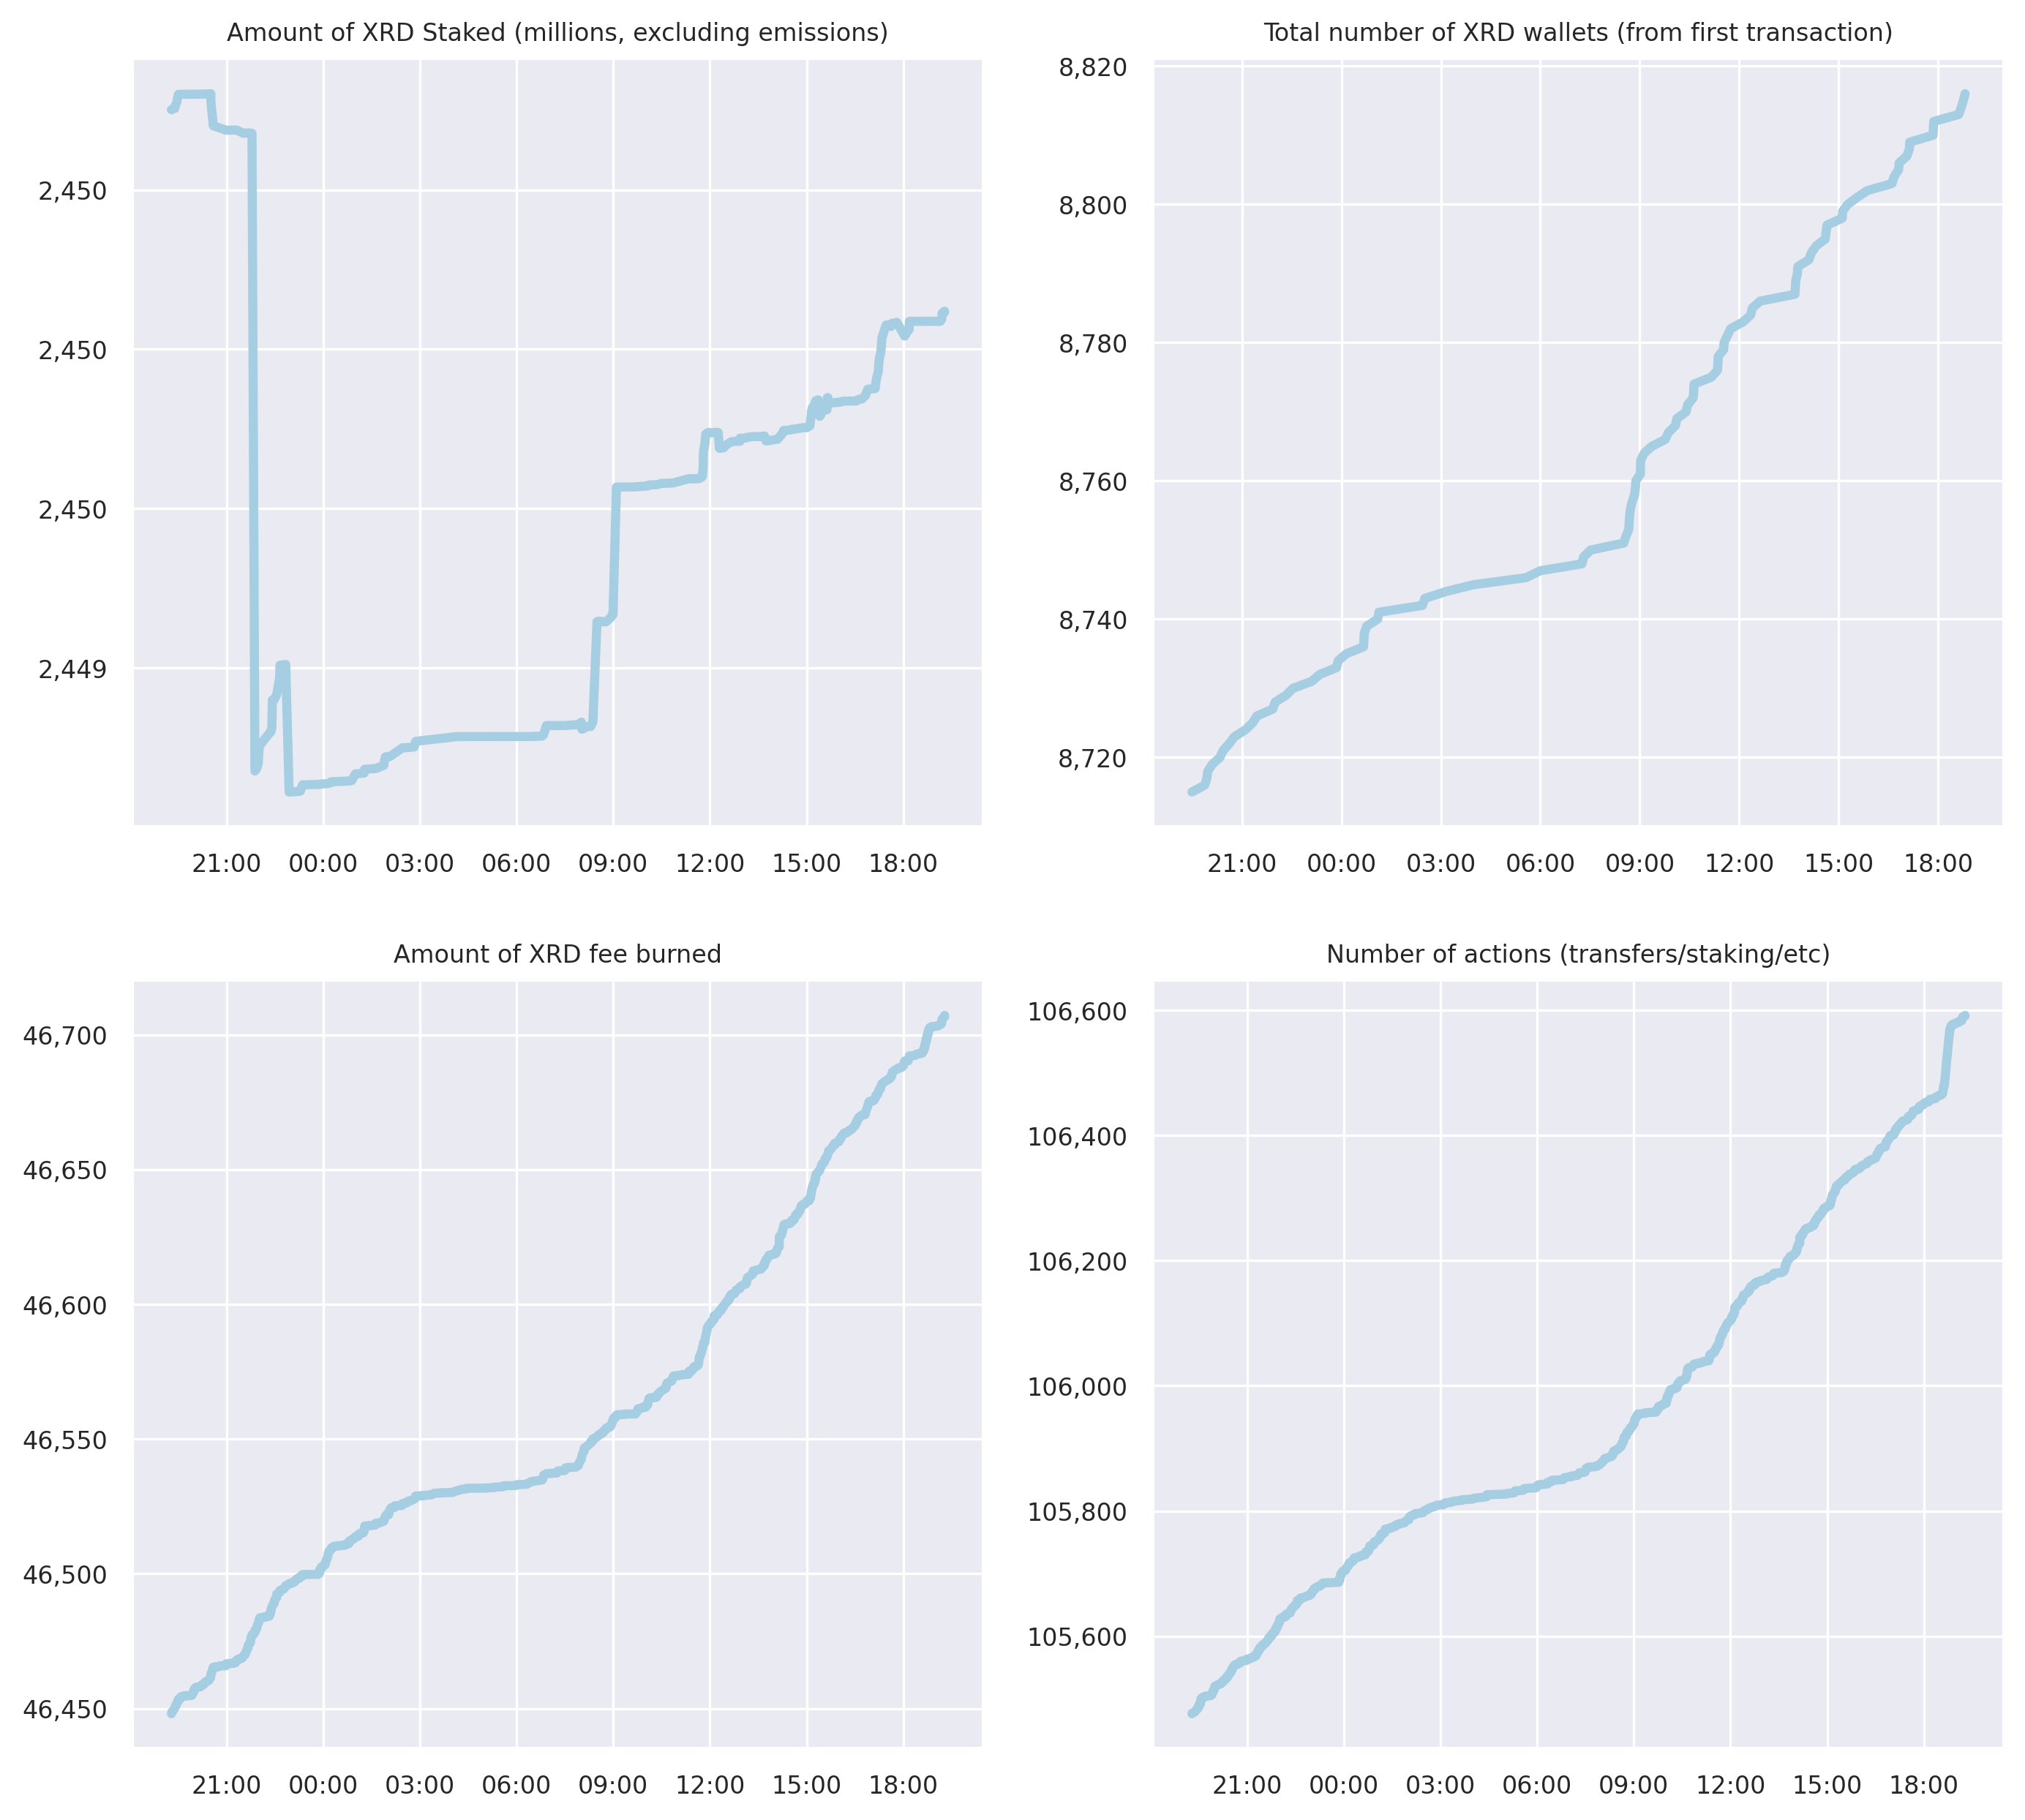 Amount of XRD Staked (millions, excluding emissions)
2,450
2,450
2,450
2,449
21:00 00:00 03:00 06:00 09:00 12:00 15:00 18:00
Total number of XRD wallets (from first transaction)
8,820
8,800
8,780
8,760
8,740
8,720
21:00 00:00 03:00 06:00 09:00 12:00 15:00 18:00
Amount of XRD fee burned
46,700
46,650
46,600
46,550
46,500
46,450
21:00 00:00 03:00 06:00 09:00 12:00 15:00 18:00
Number of actions (transfers/staking/etc)
106,600
106,400
106,200
106,000
105,800
105,600
21:00 00:00 03:00 06:00 09:00 12:00 15:00 18:00